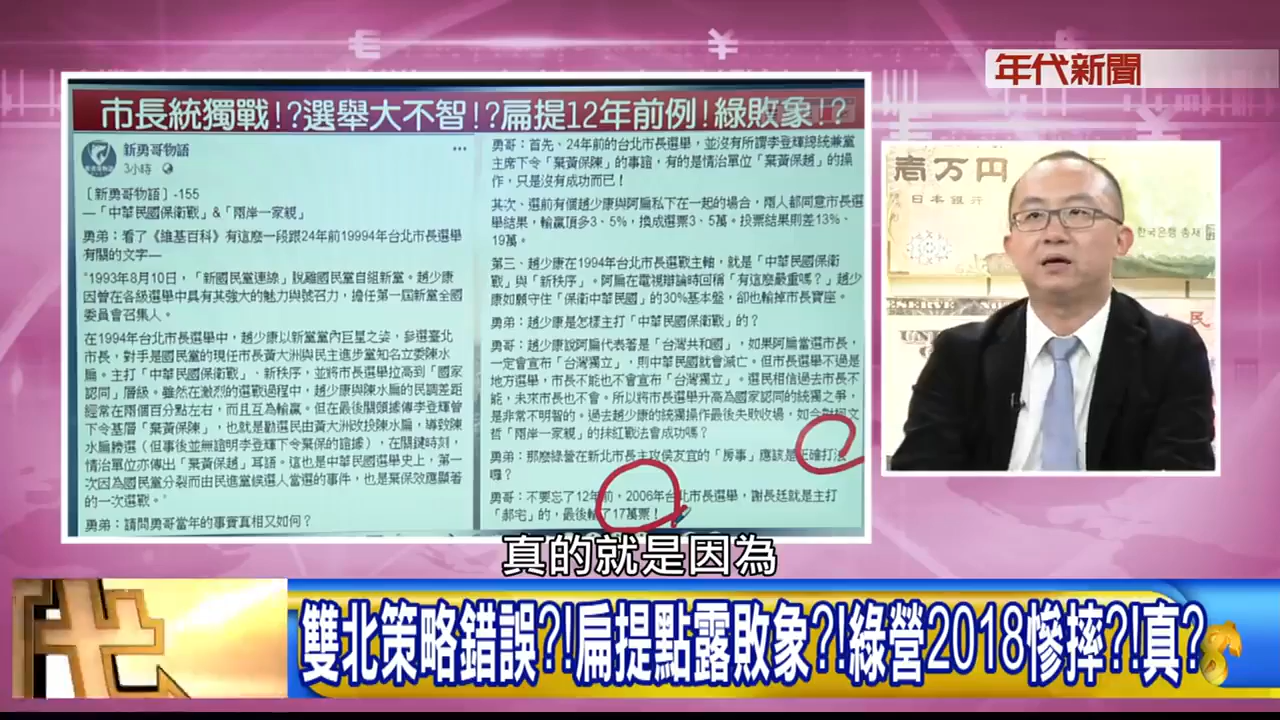 年代新聞
市長統獨戰!?選舉大不智!?扁提12年前例!綠敗象!?
新勇哥物語
3小時
〔新勇哥物語〕-155
—「中華民國保衛戰」&「兩岸一家親」
勇弟：看了《維基百科》有這麼一段跟24年前19994年台北市長選舉
有關的文字—
“1993年8月10日，「新國民黨連線」說離國民黨自組新黨。趙少康
因曾在各級選舉中具有其強大的魅力與號召力，擔任第一屆新黨全國
委員會召集人。
在1994年台北市長選舉中，趙少康以新黨黨內巨星之姿，參選臺北
市長，對手是國民黨的現任市長黃大洲與民主進步黨知名立委陳水
扁。主打「中華民國保衛戰」、新秩序，並將市長選舉拉高到「國家
認同」層級。雖然在激烈的選戰過程中，趙少康與陳水扁的民調差距
經常在兩個百分點左右，而且互為輸贏。但在最後關頭據傳李登輝曾
下令基層「棄黃保陳」，也就是勸選民由黃大洲改投陳水扁，導致陳
水扁勝選（但事後並無證明李登輝下令棄保的證據），在關鍵時刻，
情治單位亦傳出「棄黃保趙」耳語。這也是中華民國選舉史上，第一
次因為國民黨分裂而由民進黨候選人當選的事件，也是棄保效應顯著
的一次選戰。”
勇弟：請問勇哥當年的事實真相又如何？
勇哥：首先、24年前的台北市長選舉，並沒有所謂李登輝總統兼黨
主席下令「棄黃保陳」的事證，有的是情治單位「棄黃保趙」的操
作，只是沒有成功而已！
其次、選前有個趙少康與阿扁私下在一起的場合，兩人都同意市長選
舉結果，輸贏頂多3、5%，換成選票3、5萬。投票結果則差13%、
19萬。
第三、趙少康在1994年台北市長選戰主軸，就是「中華民國保衛
戰」與「新秩序」。阿扁在電視辯論時回稱「有這麼嚴重嗎？」趙少
康如願守住「保衛中華民國」的30%基本盤，卻也輸掉市長寶座。
勇弟：趙少康是怎樣主打「中華民國保衛戰」的？
勇哥：趙少康說阿扁代表著是「台灣共和國」，如果阿扁當選市長，
一定會宣布「台灣獨立」，則中華民國就會滅亡。但市長選舉不過是
地方選舉，市長不能也不會宣布「台灣獨立」。選民相信過去市長不
能，未來市長也不會。所以將市長選舉升高為國家認同的統獨之爭，
是非常不明智的。過去趙少康的統獨操作最後失敗收場，如今對柯文
哲「兩岸一家親」的抹紅戰法會成功嗎？
勇弟：那麼綠營在新北市長主攻侯友宜的「房事」應該是正確打法
囉？
勇哥：不要忘了12年前，2006年台北市長選舉，謝長廷就是主打
「郝宅」的，最後輸了17萬票！
壱万円
日本銀行
한국은행 총재
真的就是因為
雙北策略錯誤?!扁提點露敗象?!綠營2018慘摔?!真?